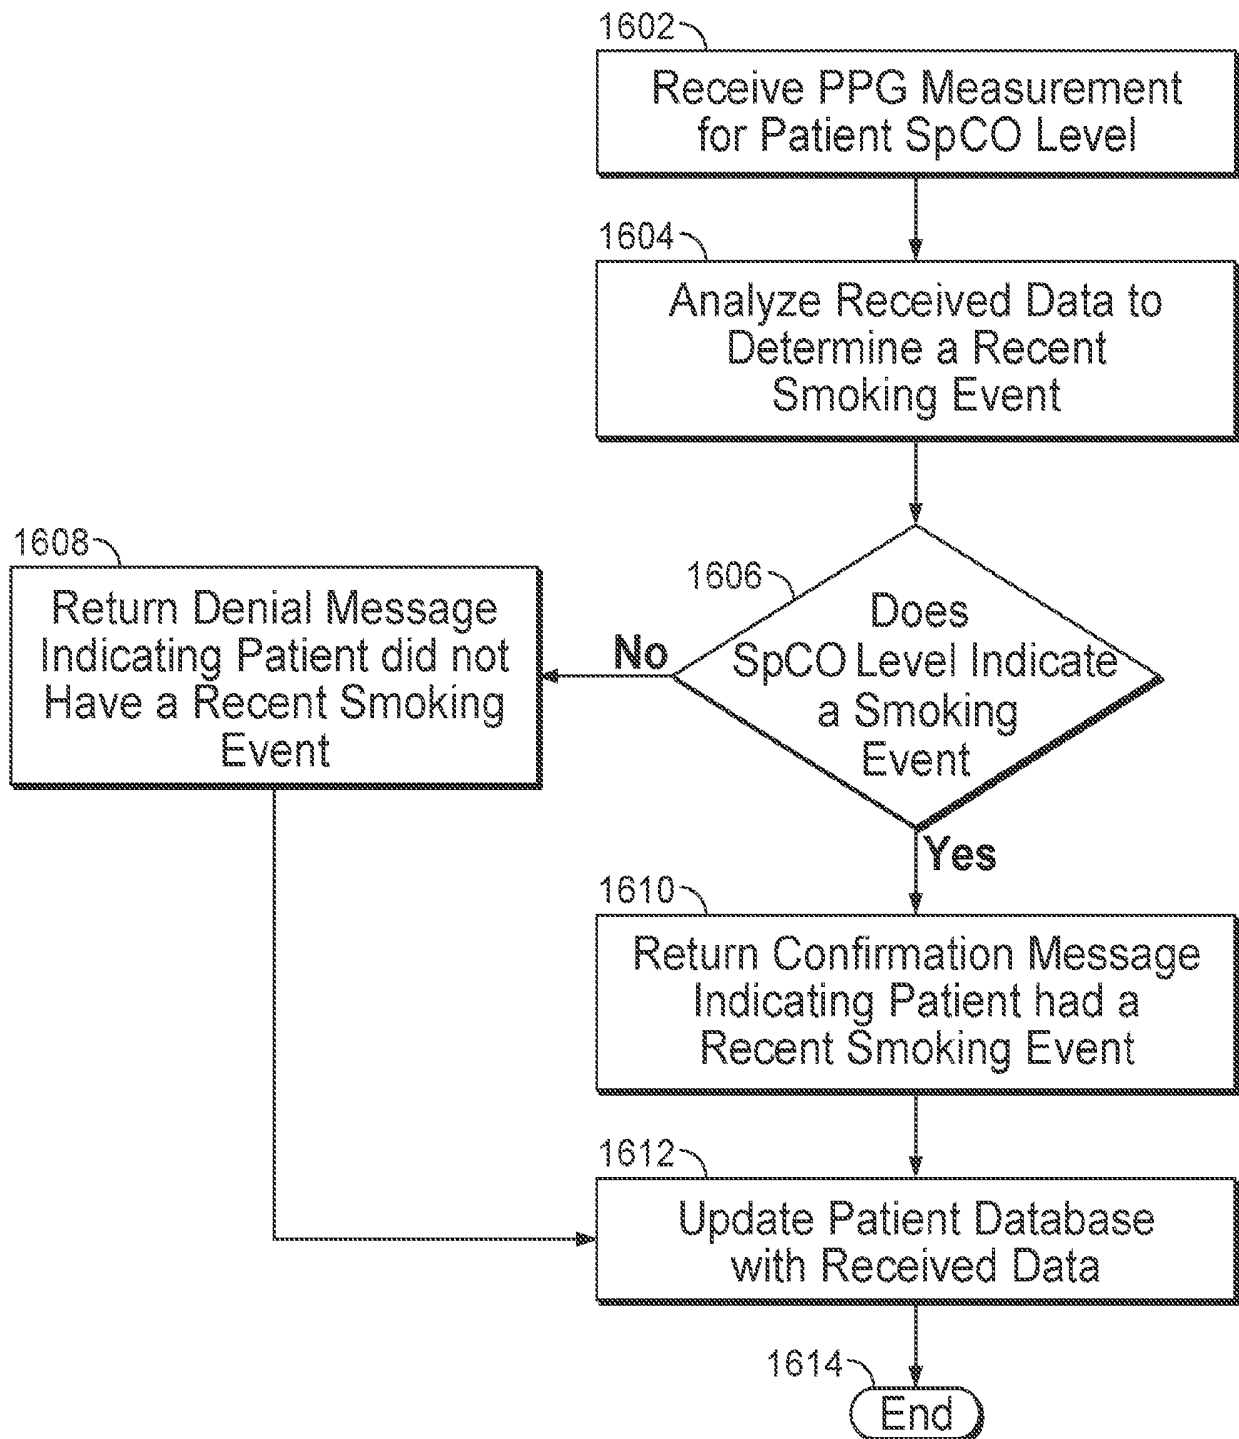 1602
Receive PPG Measurement
for Patient SpCO Level
1604
Analyze Received Data to
Determine a Recent
Smoking Event
1606
Does
SpCO Level Indicate
a Smoking
Event
No
1608
Return Denial Message
Indicating Patient did not
Have a Recent Smoking
Event
Yes
1610
Return Confirmation Message
Indicating Patient had a
Recent Smoking Event
1612
Update Patient Database
with Received Data
1614
End